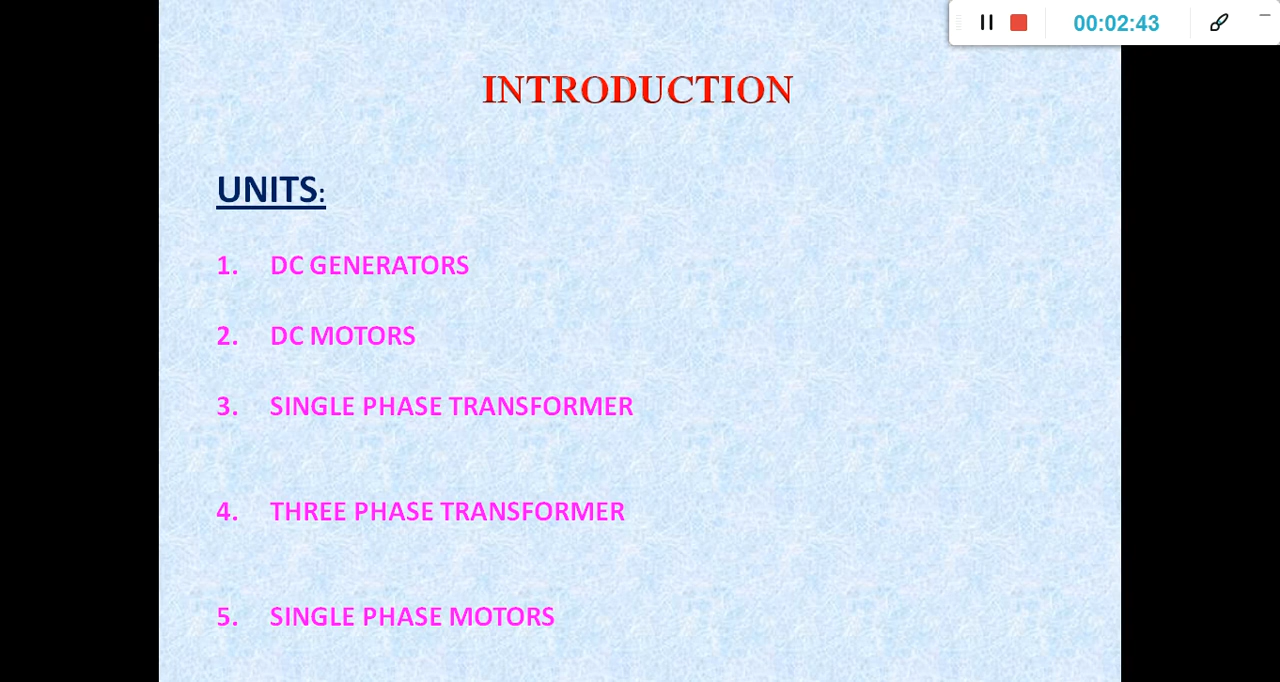 00:02:43
INTRODUCTION
UNITS:
1. DC GENERATORS
2. DC MOTORS
3. SINGLE PHASE TRANSFORMER
4. THREE PHASE TRANSFORMER
5. SINGLE PHASE MOTORS